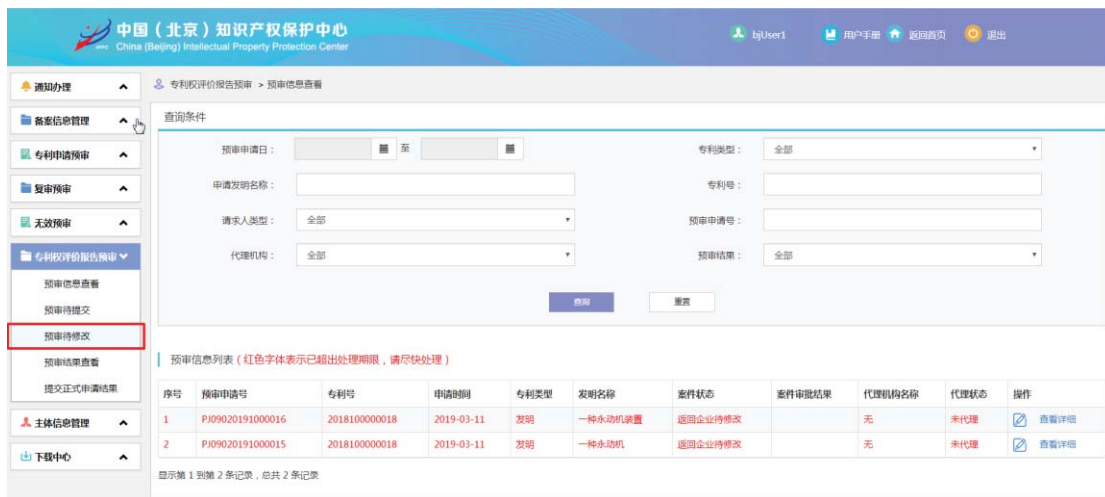 中国（北京）知识产权保护中心
China (Beijing) Intellectual Property Protection Center
bjUser1 用户手册 返回首页 退出
通知办理
备案信息管理
专利申请预审
复审预审
无效预审
专利权评价报告预审
预审信息查看
预审待提交
预审待修改
预审结果查看
提交正式申请结果
主体信息管理
下载中心
专利权评价报告预审 > 预审信息查看
查询条件
预审申请日： 至 专利类型： 全部
申请发明名称： 专利号：
请求人类型： 全部 预审申请号：
代理机构： 全部 预审结果： 全部
查询 重置
预审信息列表（红色字体表示已超出处理期限，请尽快处理）
序号 预审申请号 专利号 申请时间 专利类型 发明名称 案件状态 案件审批结果 代理机构名称 代理状态 操作
1 PJ09020191000016 2018100000018 2019-03-11 发明 一种永动机装置 返回企业待修改 无 未代理 查看详细
2 PJ09020191000015 2018100000018 2019-03-11 发明 一种永动机 返回企业待修改 无 未代理 查看详细
显示第 1 到第 2 条记录，总共 2 条记录